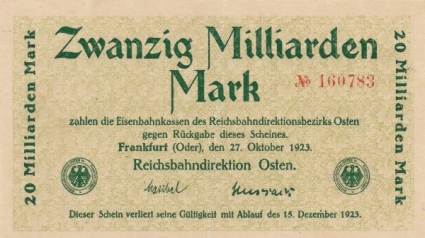 Zwanzig Milliarden
Mark
№ 160783
zahlen die Eisenbahnkassen des Reichsbahndirektionsbezirks Osten
gegen Rückgabe dieses Scheines.
Frankfurt (Oder), den 27. Oktober 1923.
Reichsbahndirektion Osten.
Dieser Schein verliert seine Gültigkeit mit Ablauf des 15. Dezember 1923.
20 Milliarden Mark
20 Milliarden Mark